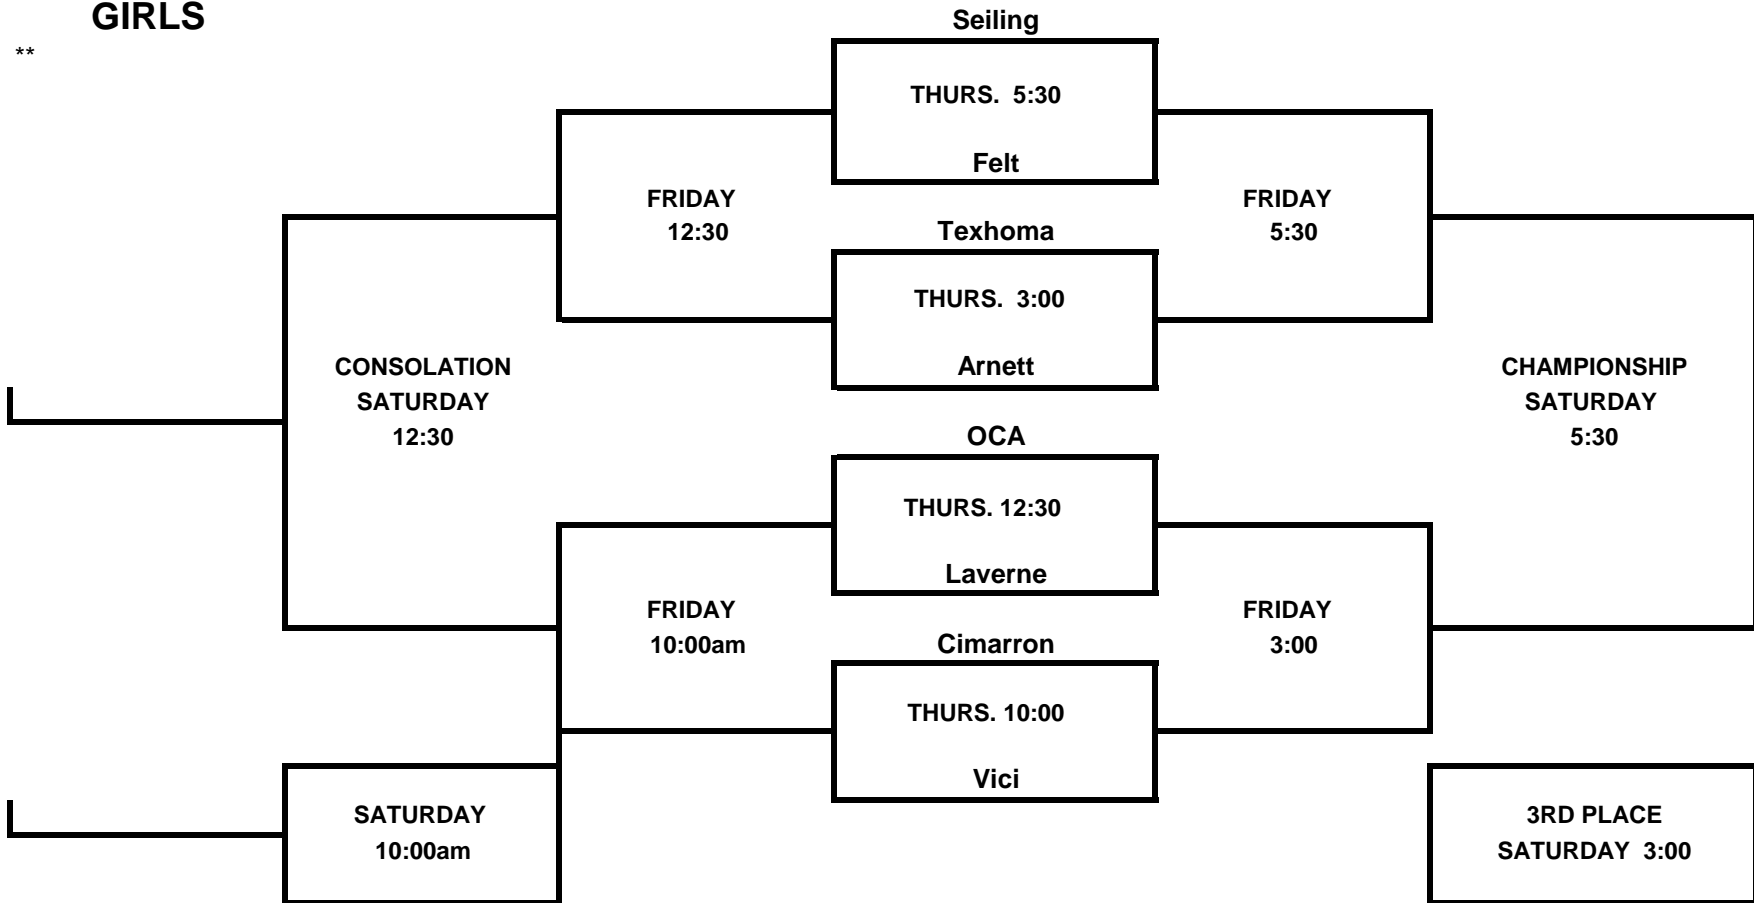 GIRLS
**
Seiling
THURS. 5:30
Felt
FRIDAY
12:30
FRIDAY
5:30
Texhoma
THURS. 3:00
Arnett
CONSOLATION
SATURDAY
12:30
CHAMPIONSHIP
SATURDAY
5:30
OCA
THURS. 12:30
Laverne
FRIDAY
10:00am
FRIDAY
3:00
Cimarron
THURS. 10:00
Vici
SATURDAY
10:00am
3RD PLACE
SATURDAY 3:00